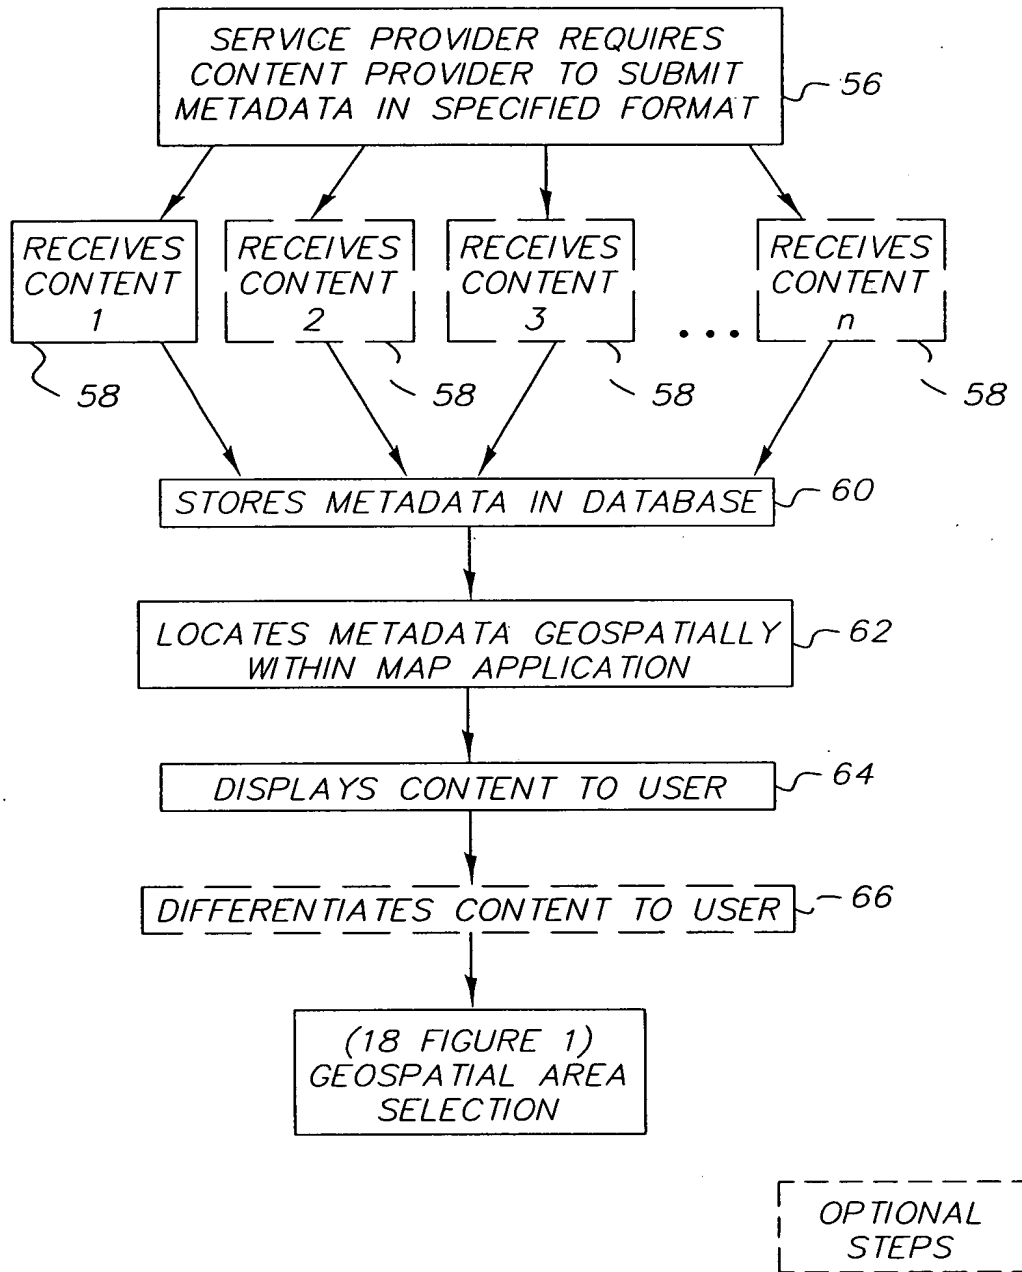 SERVICE PROVIDER REQUIRES
CONTENT PROVIDER TO SUBMIT
METADATA IN SPECIFIED FORMAT
56
RECEIVES
CONTENT
1
58
RECEIVES
CONTENT
2
58
RECEIVES
CONTENT
3
58
...
RECEIVES
CONTENT
n
58
STORES METADATA IN DATABASE
60
LOCATES METADATA GEOSPATIALLY
WITHIN MAP APPLICATION
62
DISPLAYS CONTENT TO USER
64
DIFFERENTIATES CONTENT TO USER
66
(18 FIGURE 1)
GEOSPATIAL AREA
SELECTION
OPTIONAL
STEPS